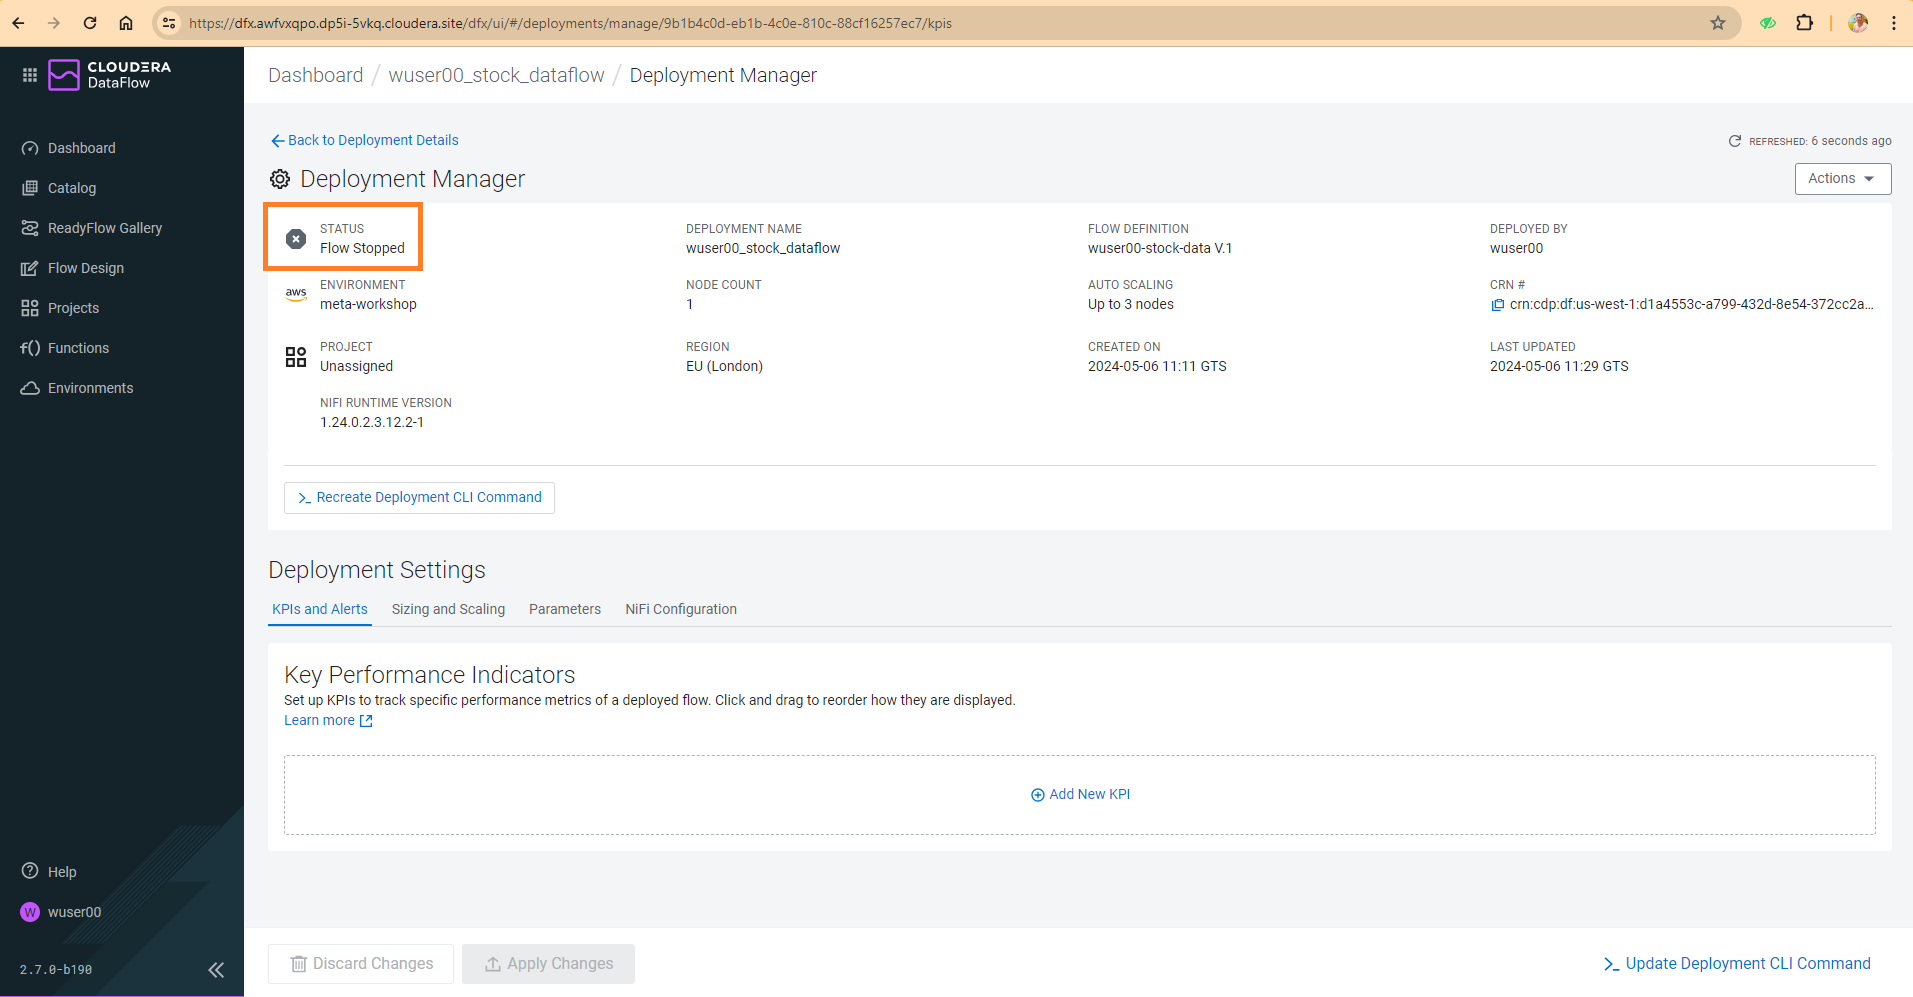 https://dfx.awfvxqpo.dp5i-5vkq.cloudera.site/dfx/ui/#/deployments/manage/9b1b4c0d-eb1b-4c0e-810c-88cf16257ec7/kpis
CLOUDERA
DataFlow
Dashboard
Catalog
ReadyFlow Gallery
Flow Design
Projects
f() Functions
Environments
Help
W wuser00
2.7.0-b190
Dashboard / wuser00_stock_dataflow / Deployment Manager
Back to Deployment Details
REFRESHED: 6 seconds ago
Deployment Manager
Actions
STATUS
Flow Stopped
DEPLOYMENT NAME
wuser00_stock_dataflow
FLOW DEFINITION
wuser00-stock-data V.1
DEPLOYED BY
wuser00
aws
ENVIRONMENT
meta-workshop
NODE COUNT
1
AUTO SCALING
Up to 3 nodes
CRN #
crn:cdp:df:us-west-1:d1a4553c-a799-432d-8e54-372cc2a...
PROJECT
Unassigned
REGION
EU (London)
CREATED ON
2024-05-06 11:11 GTS
LAST UPDATED
2024-05-06 11:29 GTS
NIFI RUNTIME VERSION
1.24.0.2.3.12.2-1
>_ Recreate Deployment CLI Command
Deployment Settings
KPIs and Alerts Sizing and Scaling Parameters NiFi Configuration
Key Performance Indicators
Set up KPIs to track specific performance metrics of a deployed flow. Click and drag to reorder how they are displayed.
Learn more
Add New KPI
Discard Changes
Apply Changes
>_ Update Deployment CLI Command